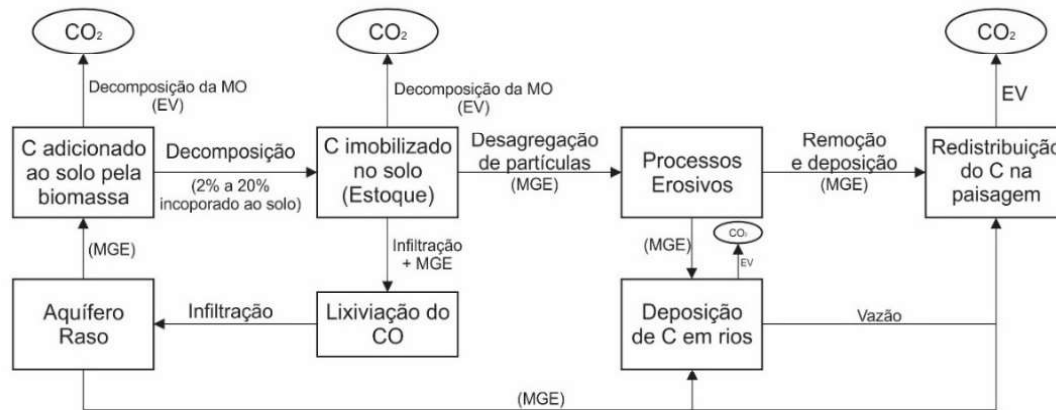 CO₂
CO₂
CO₂
Decomposição da MO
(EV)
Decomposição da MO
(EV)
EV
C adicionado
ao solo pela
biomassa
Decomposição
(2% a 20%
incoporado ao solo)
C imobilizado
no solo
(Estoque)
Desagregação
de partículas
(MGE)
Processos
Erosivos
Remoção
e deposição
(MGE)
Redistribuição
do C na
paisagem
(MGE)
Infiltração
+ MGE
(MGE)
CO₂
EV
Aquífero
Raso
Infiltração
Lixiviação do
CO
Deposição
de C em rios
Vazão
(MGE)